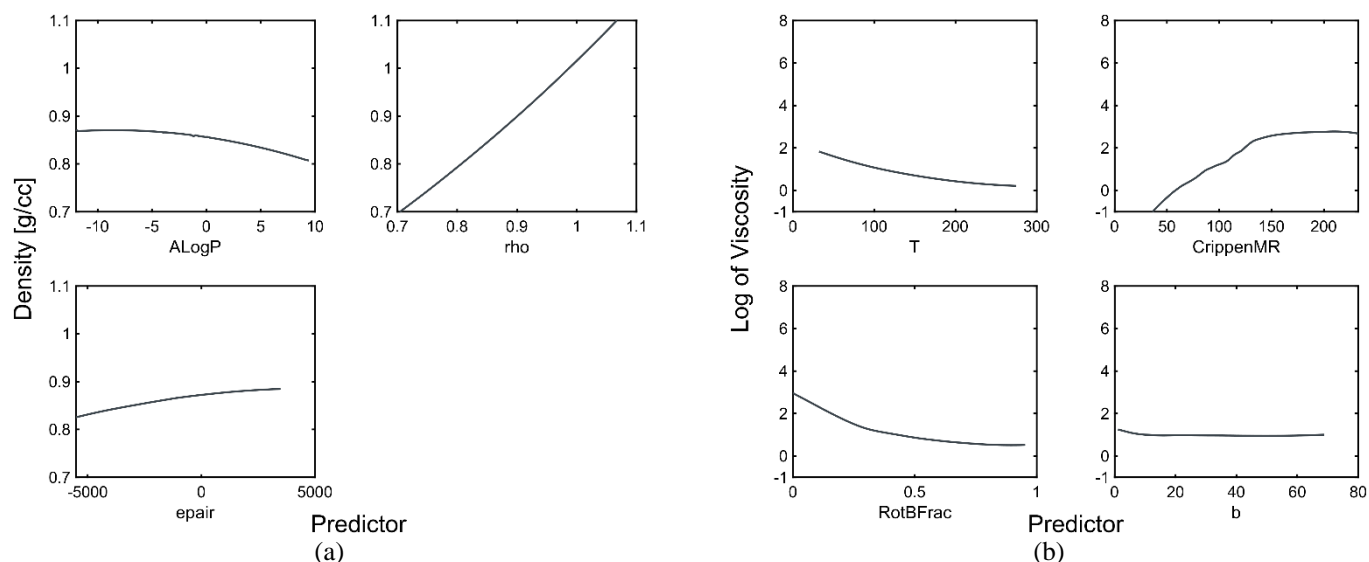 Density [g/cc]
1.1
1
0.9
0.8
0.7
-10 -5 0 5 10
ALogP
1.1
1
0.9
0.8
0.7
0.7 0.8 0.9 1 1.1
rho
1.1
1
0.9
0.8
0.7
-5000 0 5000
epair
Predictor
(a)
Log of Viscosity
8
6
4
2
0
-1
0 100 200 300
T
8
6
4
2
0
-1
0 50 100 150 200
CrippenMR
8
6
4
2
0
-1
0 0.5 1
RotBFrac
8
6
4
2
0
-1
0 20 40 60 80
b
Predictor
(b)